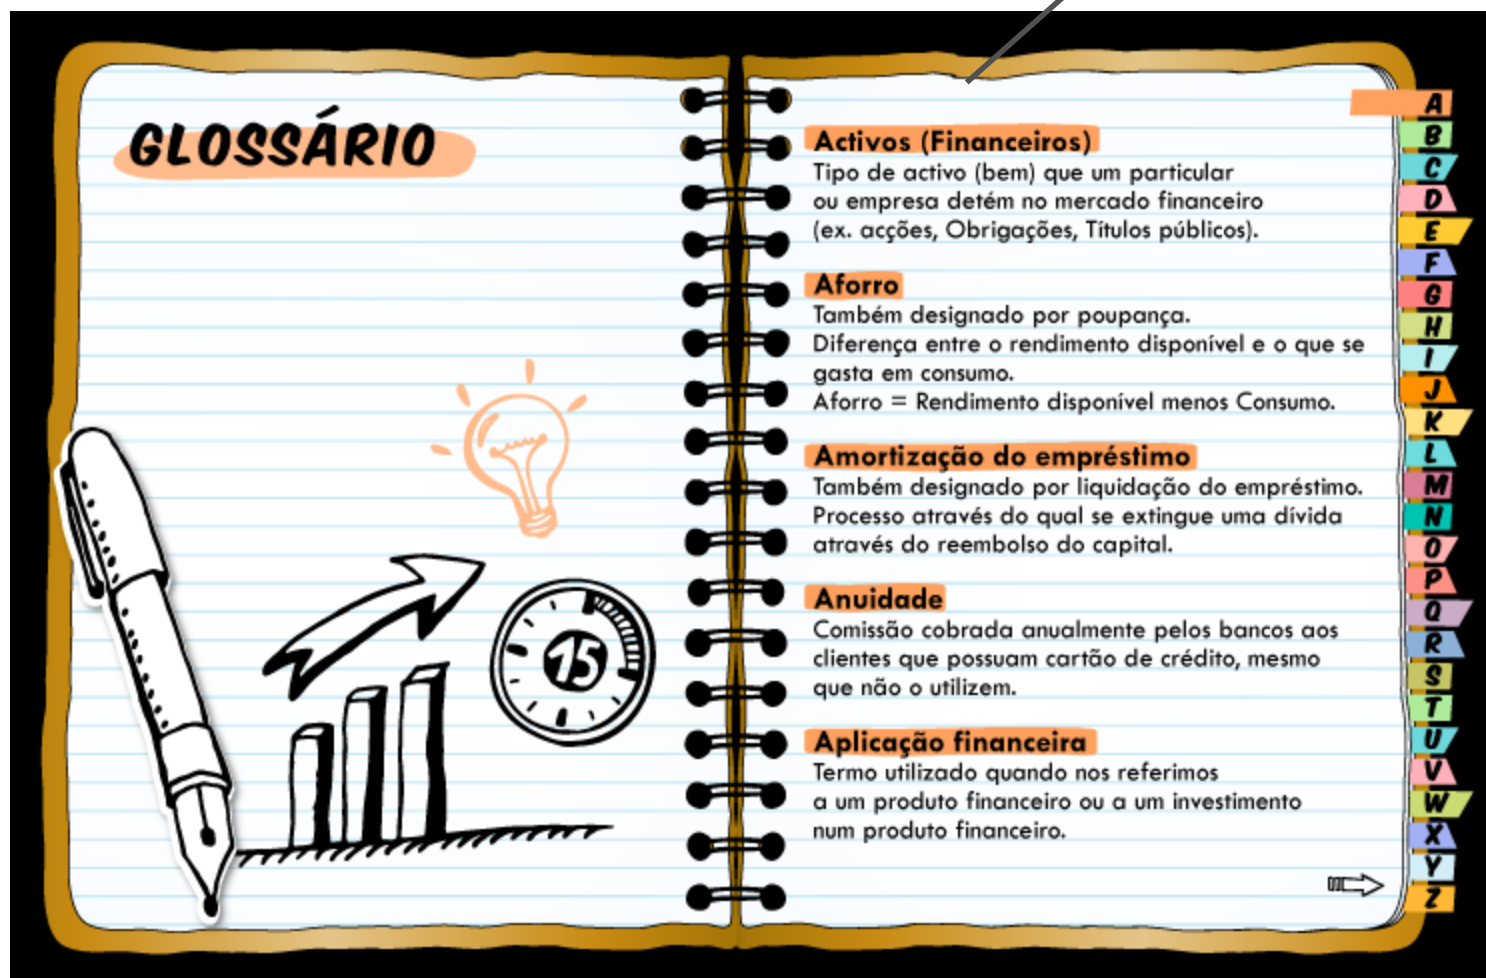 GLOSSÁRIO
15
Activos (Financeiros)
Tipo de activo (bem) que um particular
ou empresa detém no mercado financeiro
(ex. acções, Obrigações, Títulos públicos).
Aforro
Também designado por poupança.
Diferença entre o rendimento disponível e o que se
gasta em consumo.
Aforro = Rendimento disponível menos Consumo.
Amortização do empréstimo
Também designado por liquidação do empréstimo.
Processo através do qual se extingue uma dívida
através do reembolso do capital.
Anuidade
Comissão cobrada anualmente pelos bancos aos
clientes que possuam cartão de crédito, mesmo
que não o utilizem.
Aplicação financeira
Termo utilizado quando nos referimos
a um produto financeiro ou a um investimento
num produto financeiro.
A
B
C
D
E
F
G
H
I
J
K
L
M
N
O
P
Q
R
S
T
U
V
W
X
Y
Z